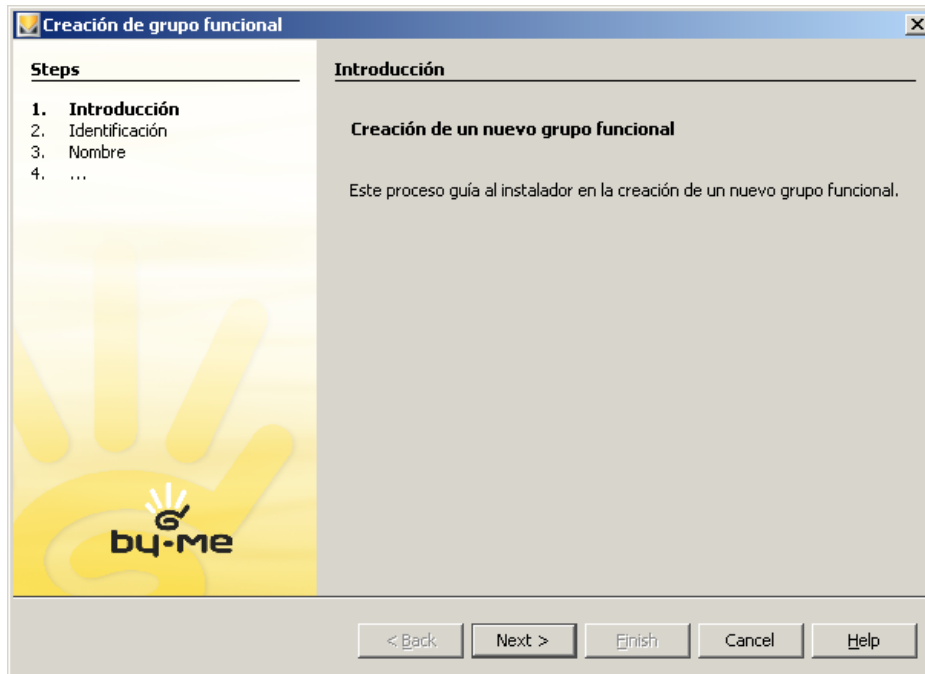 Creación de grupo funcional
Steps
1. Introducción
2. Identificación
3. Nombre
4. ...
by-me
Introducción
Creación de un nuevo grupo funcional
Este proceso guía al instalador en la creación de un nuevo grupo funcional.
< Back
Next >
Finish
Cancel
Help